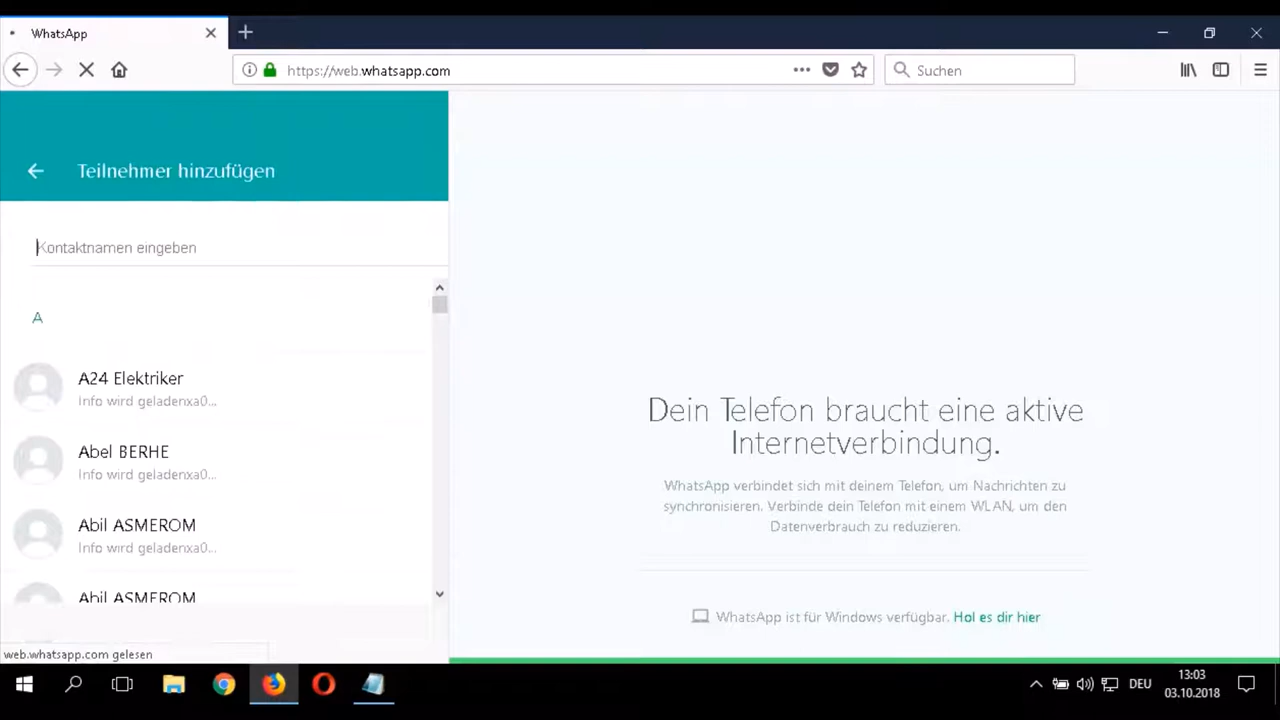 WhatsApp
https://web.whatsapp.com
Suchen
Teilnehmer hinzufügen
Kontaktnamen eingeben
A
A24 Elektriker
Info wird geladenxa0...
Abel BERHE
Info wird geladenxa0...
Abil ASMEROM
Info wird geladenxa0...
Abil ASMEROM
web.whatsapp.com gelesen
Dein Telefon braucht eine aktive
Internetverbindung.
WhatsApp verbindet sich mit deinem Telefon, um Nachrichten zu
synchronisieren. Verbinde dein Telefon mit einem WLAN, um den
Datenverbrauch zu reduzieren.
WhatsApp ist für Windows verfügbar. Hol es dir hier
DEU
13:03
03.10.2018